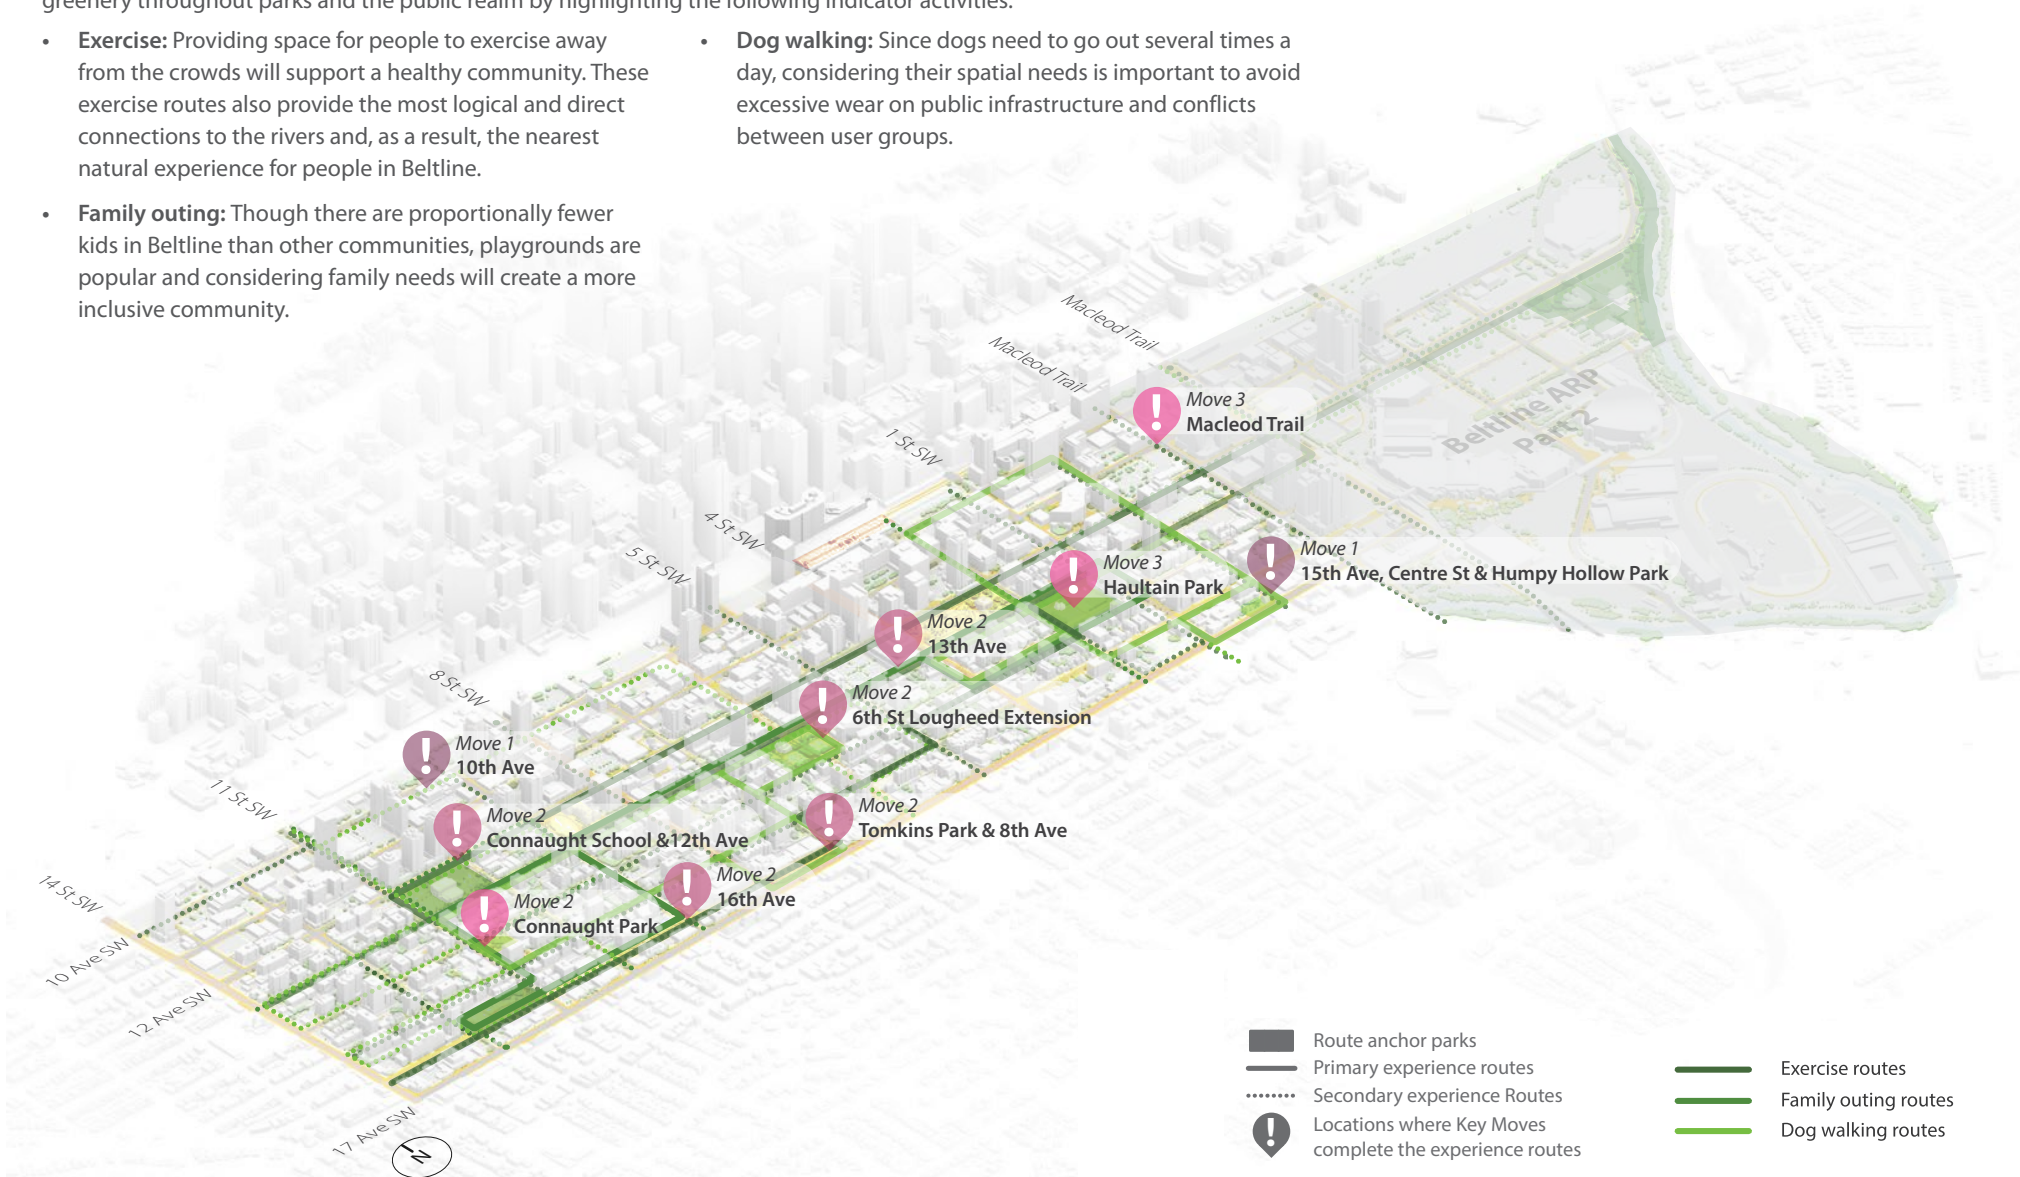 greenery throughout parks and the public realm by highlighting the following indicator activities.
• Exercise: Providing space for people to exercise away
from the crowds will support a healthy community. These
exercise routes also provide the most logical and direct
connections to the rivers and, as a result, the nearest
natural experience for people in Beltline.
• Family outing: Though there are proportionally fewer
kids in Beltline than other communities, playgrounds are
popular and considering family needs will create a more
inclusive community.
• Dog walking: Since dogs need to go out several times a
day, considering their spatial needs is important to avoid
excessive wear on public infrastructure and conflicts
between user groups.
Macleod Trail
Macleod Trail
1 St SW
4 St SW
5 St SW
8 St SW
11 St SW
14 St SW
10 Ave SW
12 Ave SW
17 Ave SW
N
Beltline ARP
Part 2
Move 3
Macleod Trail
Move 1
15th Ave, Centre St & Humpy Hollow Park
Move 3
Haultain Park
Move 2
13th Ave
Move 2
6th St Lougheed Extension
Move 1
10th Ave
Move 2
Connaught School &12th Ave
Move 2
Tomkins Park & 8th Ave
Move 2
16th Ave
Move 2
Connaught Park
Route anchor parks
Primary experience routes
Secondary experience Routes
Locations where Key Moves
complete the experience routes
Exercise routes
Family outing routes
Dog walking routes